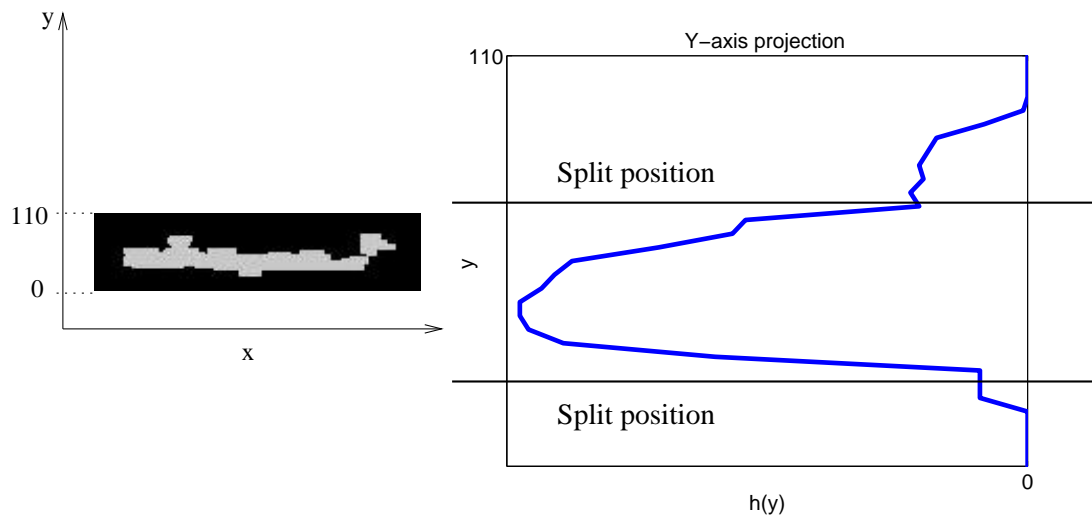 y
110
0
x
Y−axis projection
110
Split position
y
Split position
0
h(y)